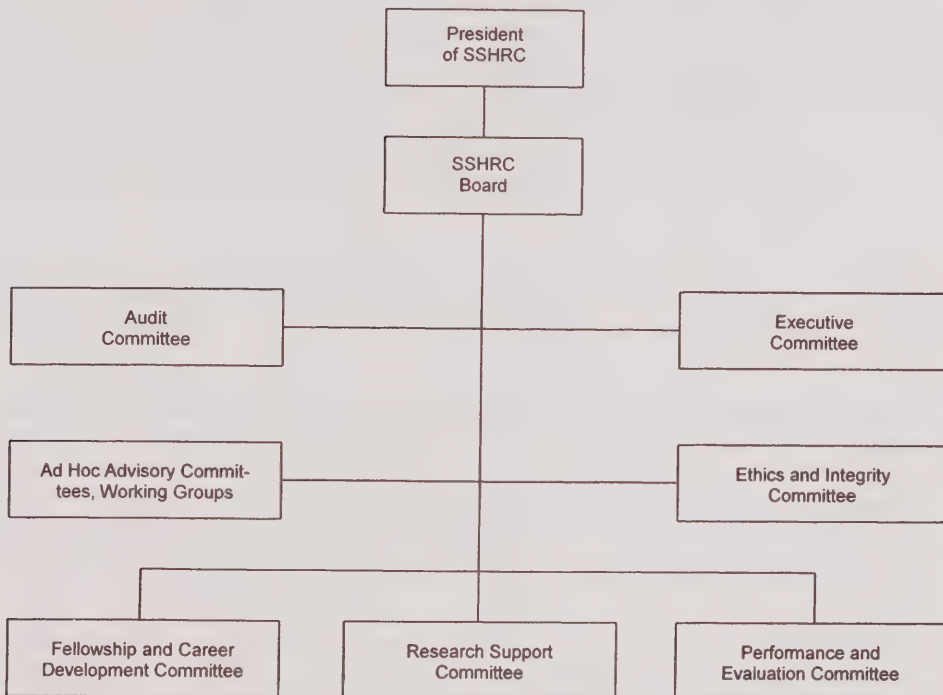 President
of SSHRC
SSHRC
Board
Audit
Committee
Executive
Committee
Ad Hoc Advisory Commit-
tees, Working Groups
Ethics and Integrity
Committee
Fellowship and Career
Development Committee
Research Support
Committee
Performance and
Evaluation Committee